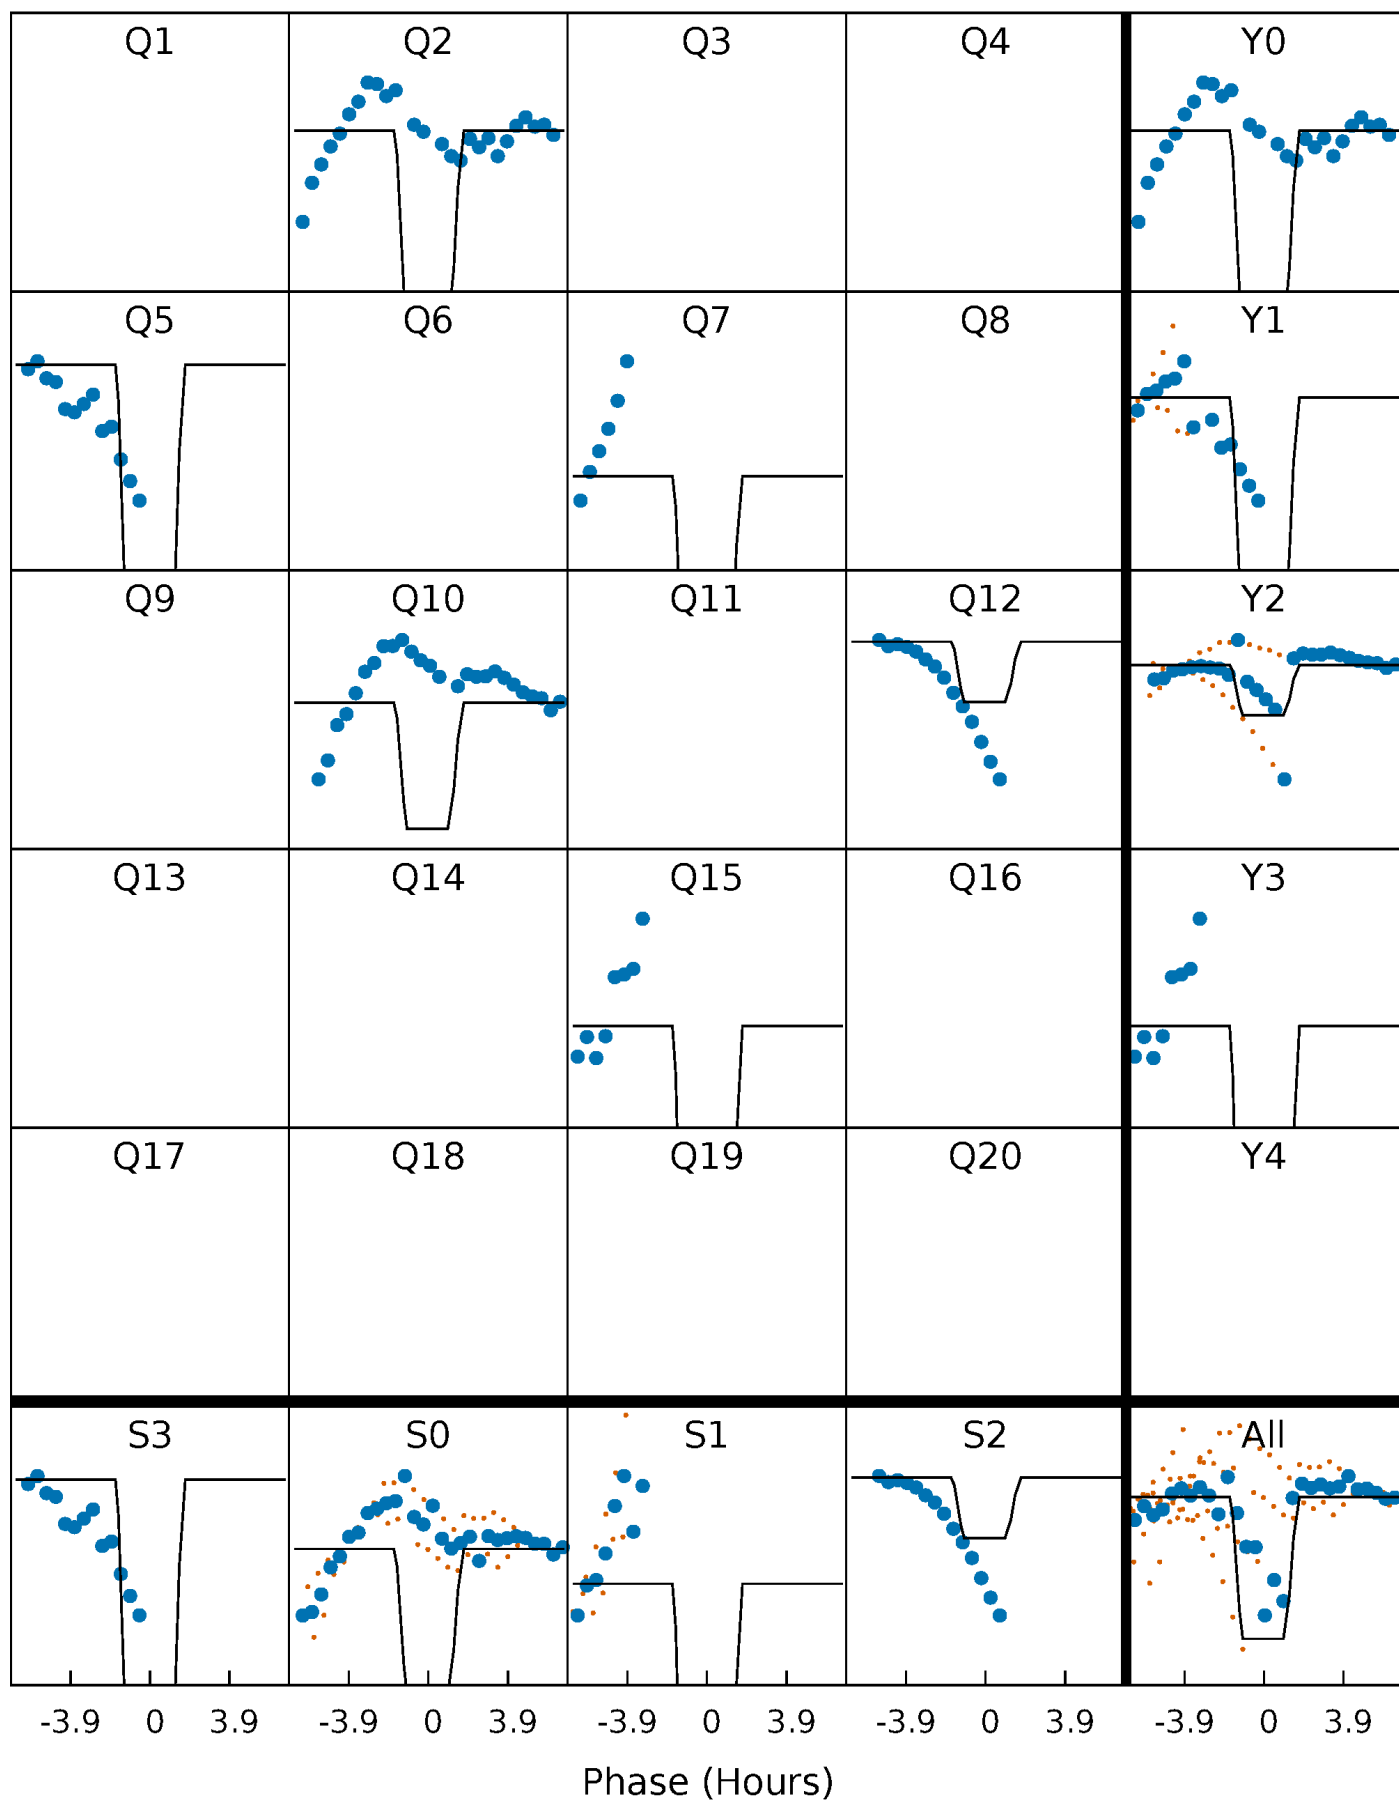 Q1 Q2 Q3 Q4 Y0
Q5 Q6 Q7 Q8 Y1
Q9 Q10 Q11 Q12 Y2
Q13 Q14 Q15 Q16 Y3
Q17 Q18 Q19 Q20 Y4
S3 S0 S1 S2 All
-3.9 0 3.9 -3.9 0 3.9 -3.9 0 3.9 -3.9 0 3.9 -3.9 0 3.9
Phase (Hours)